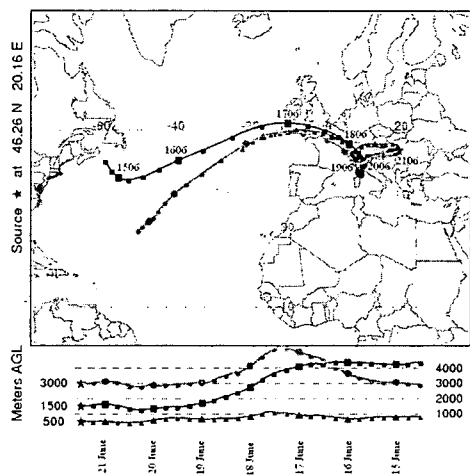 Source ★ at 46.26 N 20.16 E
1706
-60
-40
-20
20
1606
1806
1506
1906
2006
2106
Meters AGL
3000
1500
500
4000
3000
2000
1000
21 June
20 June
19 June
18 June
17 June
16 June
15 June